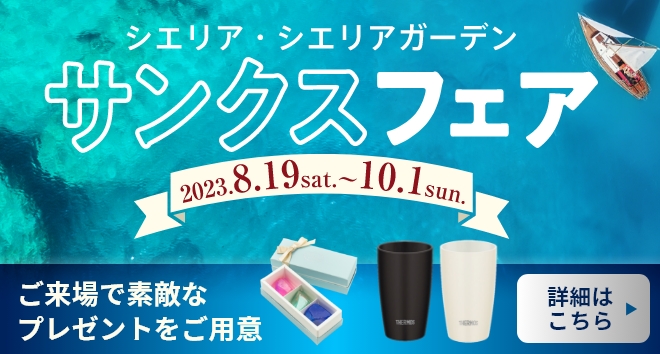 シエリア・シエリアガーデン
サンクスフェア
2023.8.19sat.~10.1sun.
ご来場で素敵な
プレゼントをご用意
THERMOS
THERMOS
詳細は
こちら